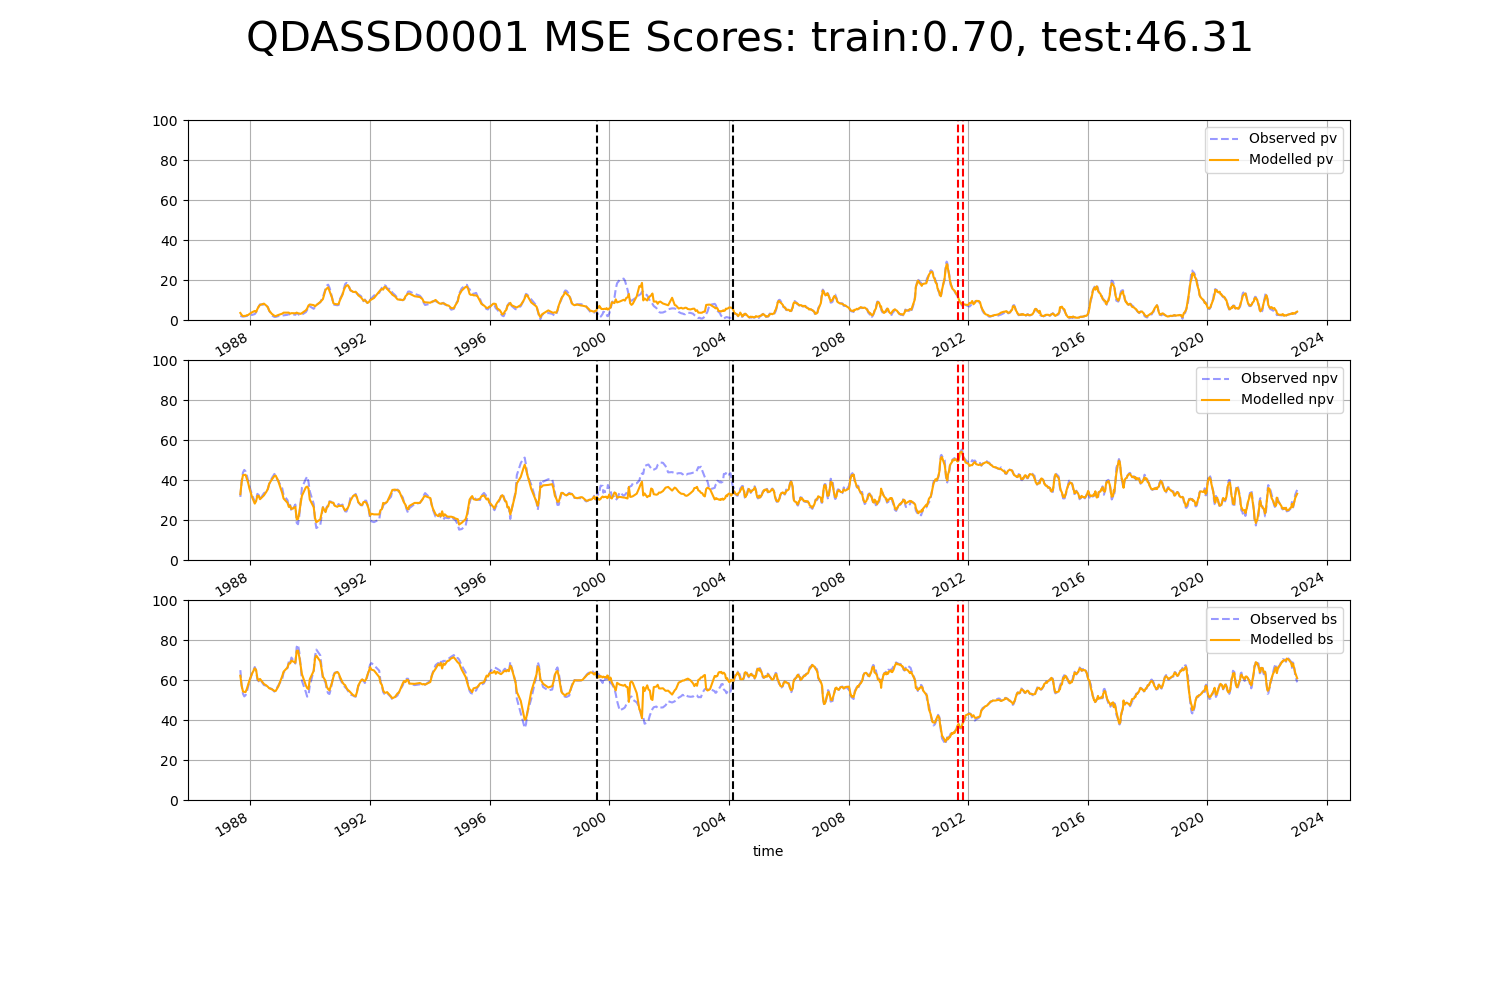 QDASSD0001 MSE Scores: train:0.70, test:46.31
100
80
60
40
20
0
Observed pv
Modelled pv
1988 1992 1996 2000 2004 2008 2012 2016 2020 2024
100
80
60
40
20
0
Observed npv
Modelled npv
1988 1992 1996 2000 2004 2008 2012 2016 2020 2024
100
80
60
40
20
0
Observed bs
Modelled bs
1988 1992 1996 2000 2004 2008 2012 2016 2020 2024
time